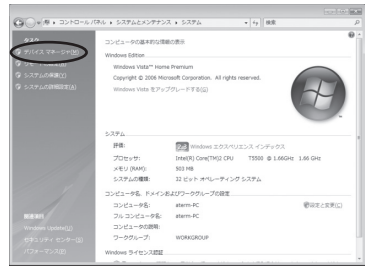 コントロール パネル ▸ システムとメンテナンス ▸ システム
検索
タスク
デバイス マネージャ(M)
リモートの設定(R)
システムの保護(P)
システムの詳細設定(A)
コンピュータの基本的な情報の表示
Windows Edition
Windows Vista™ Home Premium
Copyright © 2006 Microsoft Corporation. All rights reserved.
Windows Vista をアップグレードする(G)
システム
評価:
Windows エクスペリエンス インデックス
プロセッサ: Intel(R) Core(TM)2 CPU T5500 @ 1.66GHz 1.66 GHz
メモリ (RAM): 503 MB
システムの種類: 32 ビット オペレーティング システム
コンピュータ名、ドメインおよびワークグループの設定
コンピュータ名: aterm-PC
設定と変更(C)
フル コンピュータ名: aterm-PC
コンピュータの説明:
ワークグループ: WORKGROUP
Windows ライセンス認証
関連項目
Windows Update(U)
セキュリティ センター(S)
パフォーマンス(E)